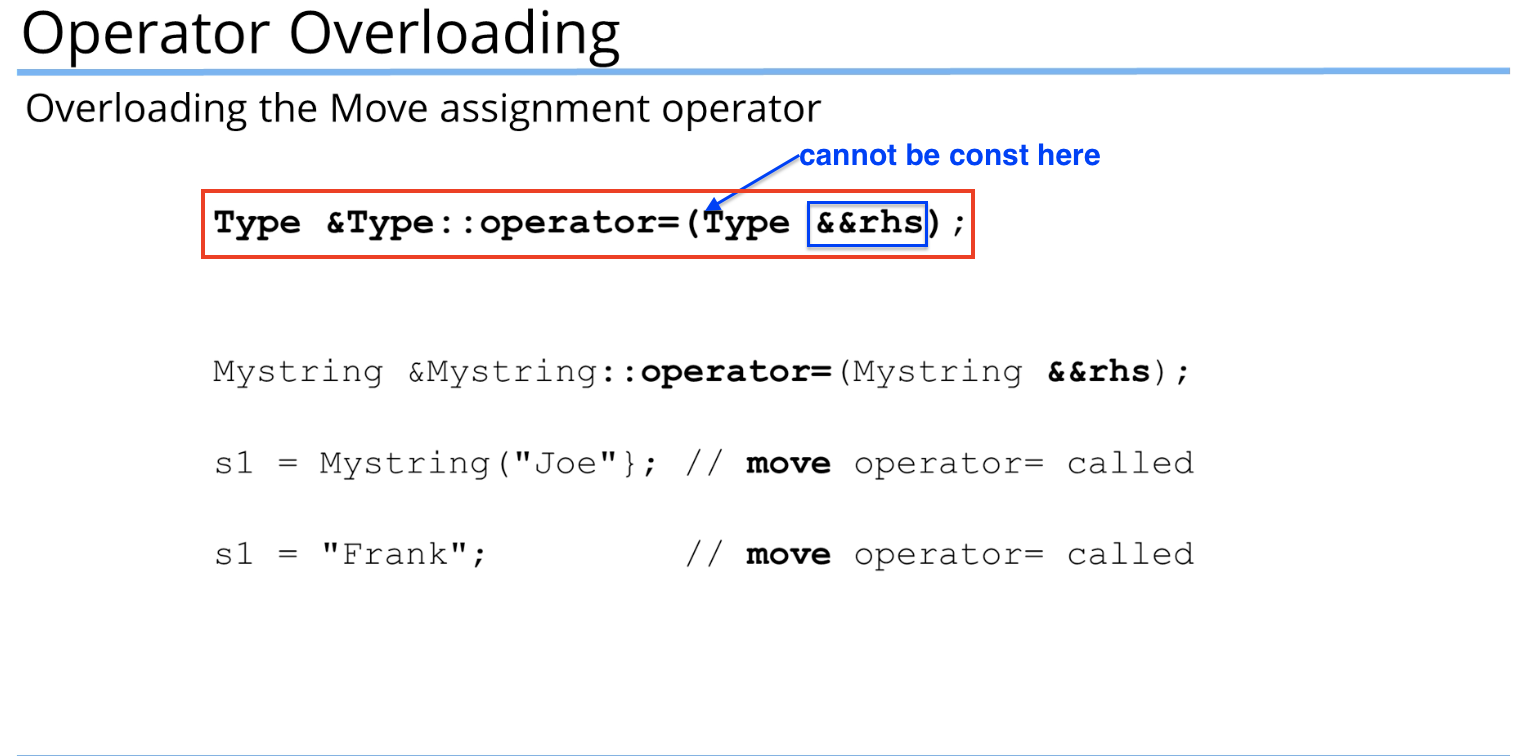 Operator Overloading
Overloading the Move assignment operator
cannot be const here
Type &Type::operator=(Type &&rhs);
Mystring &Mystring::operator=(Mystring &&rhs);
s1 = Mystring("Joe"}; // move operator= called
s1 = "Frank"; // move operator= called